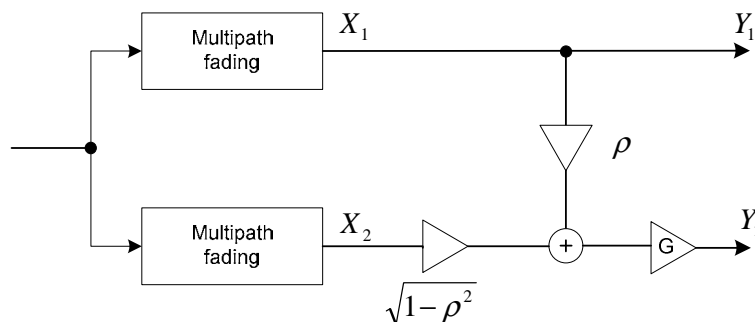 Multipath
fading
X₁
Y₁
ρ
Multipath
fading
X₂
√1−ρ²
+
G
Y